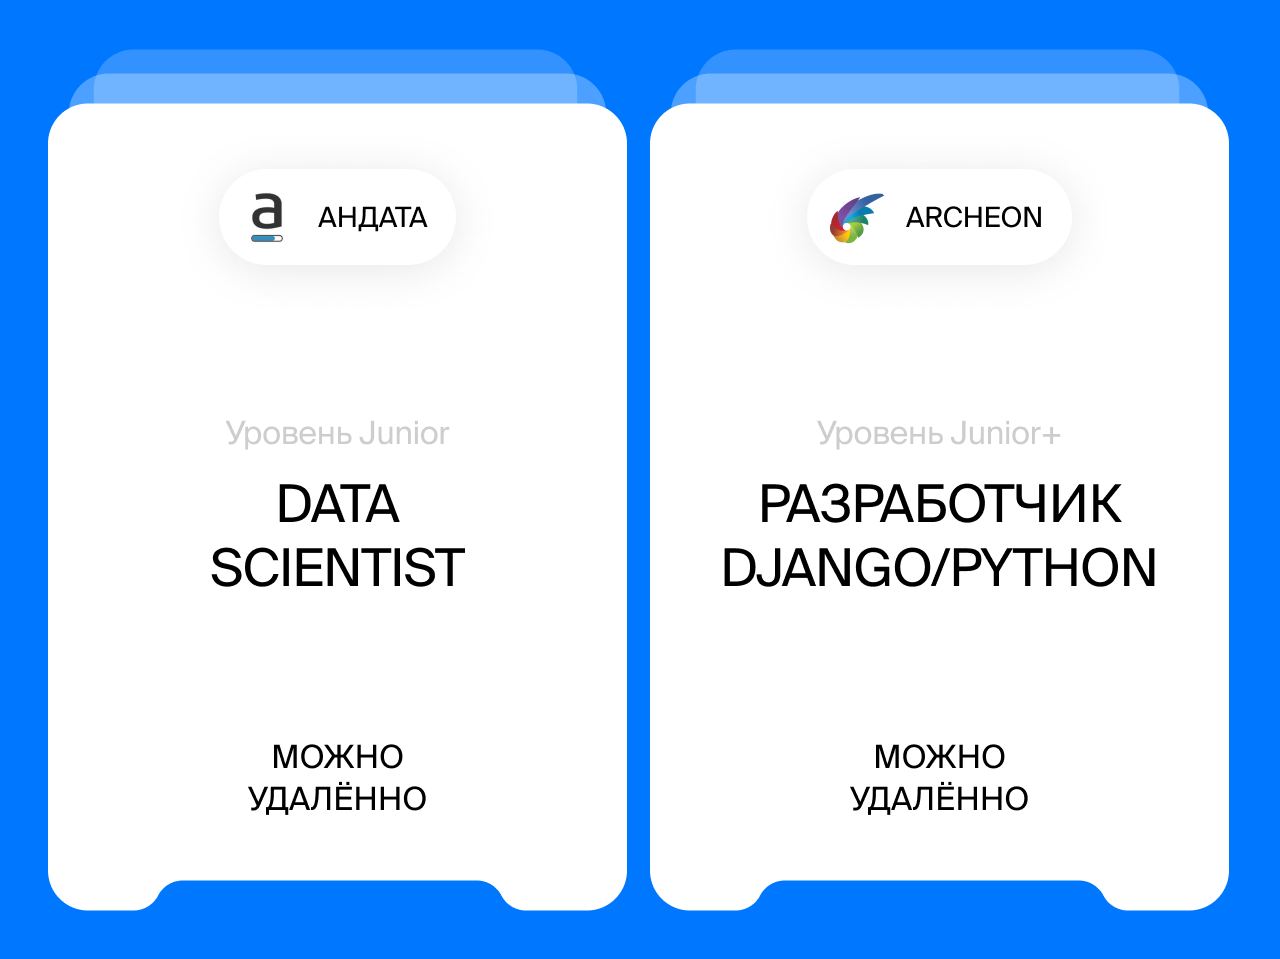 АНДАТА
Уровень Junior
DATA
SCIENTIST
МОЖНО
УДАЛЁННО
ARCHEON
Уровень Junior+
РАЗРАБОТЧИК
DJANGO/PYTHON
МОЖНО
УДАЛЁННО